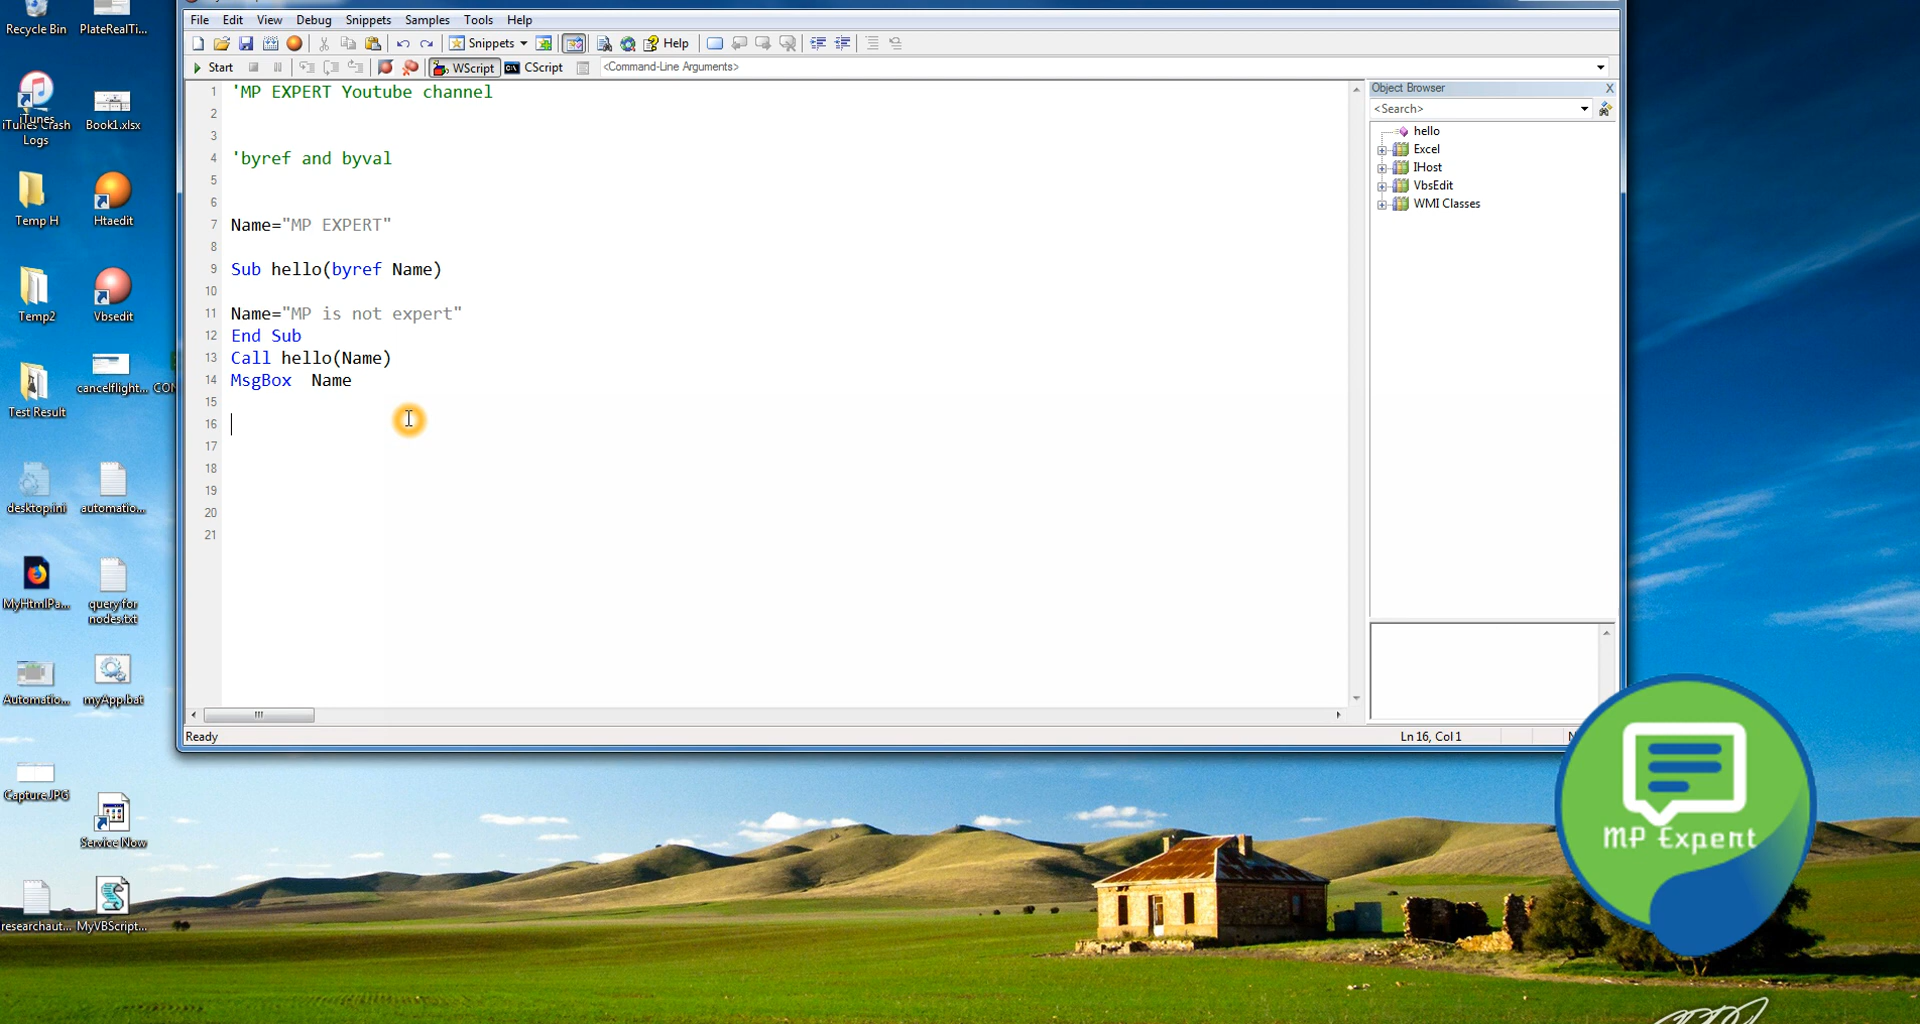 File Edit View Debug Snippets Samples Tools Help
Snippets Help
Start WScript CScript <Command-Line Arguments>
1 'MP EXPERT Youtube channel
2
3
4 'byref and byval
5
6
7 Name="MP EXPERT"
8
9 Sub hello(byref Name)
10
11 Name="MP is not expert"
12 End Sub
13 Call hello(Name)
14 MsgBox Name
15
16
17
18
19
20
21
Object Browser X
<Search>
hello
Excel
IHost
VbsEdit
WMI Classes
Ready
Ln 16, Col 1
Recycle Bin
PlateRealTi...
iTunes
iTunes Crash
Logs
Book1.xlsx
Temp H
Htaedit
Temp2
Vbsedit
Test Result
cancelflight...
CON
desktop.ini
automatio...
MyHtmlPa...
query for
nodes.txt
Automatio...
myApp.bat
Capture.JPG
Service Now
researchaut...
MyVBScript...
MP Expert